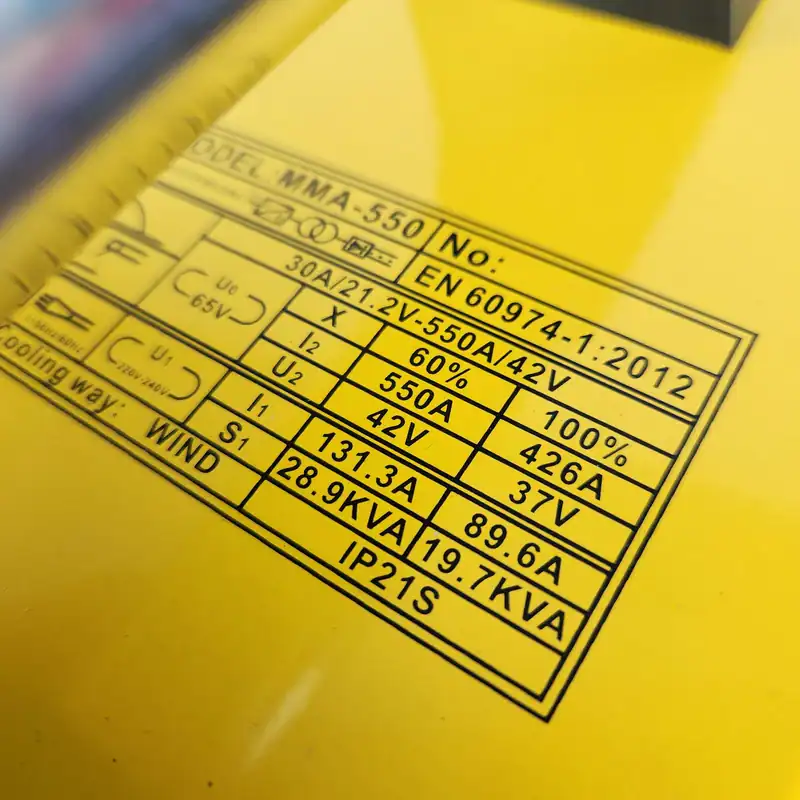 MODEL MMA-550
No:
EN 60974-1:2012
30A/21.2V-550A/42V
U0
65V
X 60% 100%
I2 550A 426A
U2 42V 37V
U1
220V-240V
I1 131.3A 89.6A
S1 28.9KVA 19.7KVA
Cooling way: WIND
IP21S